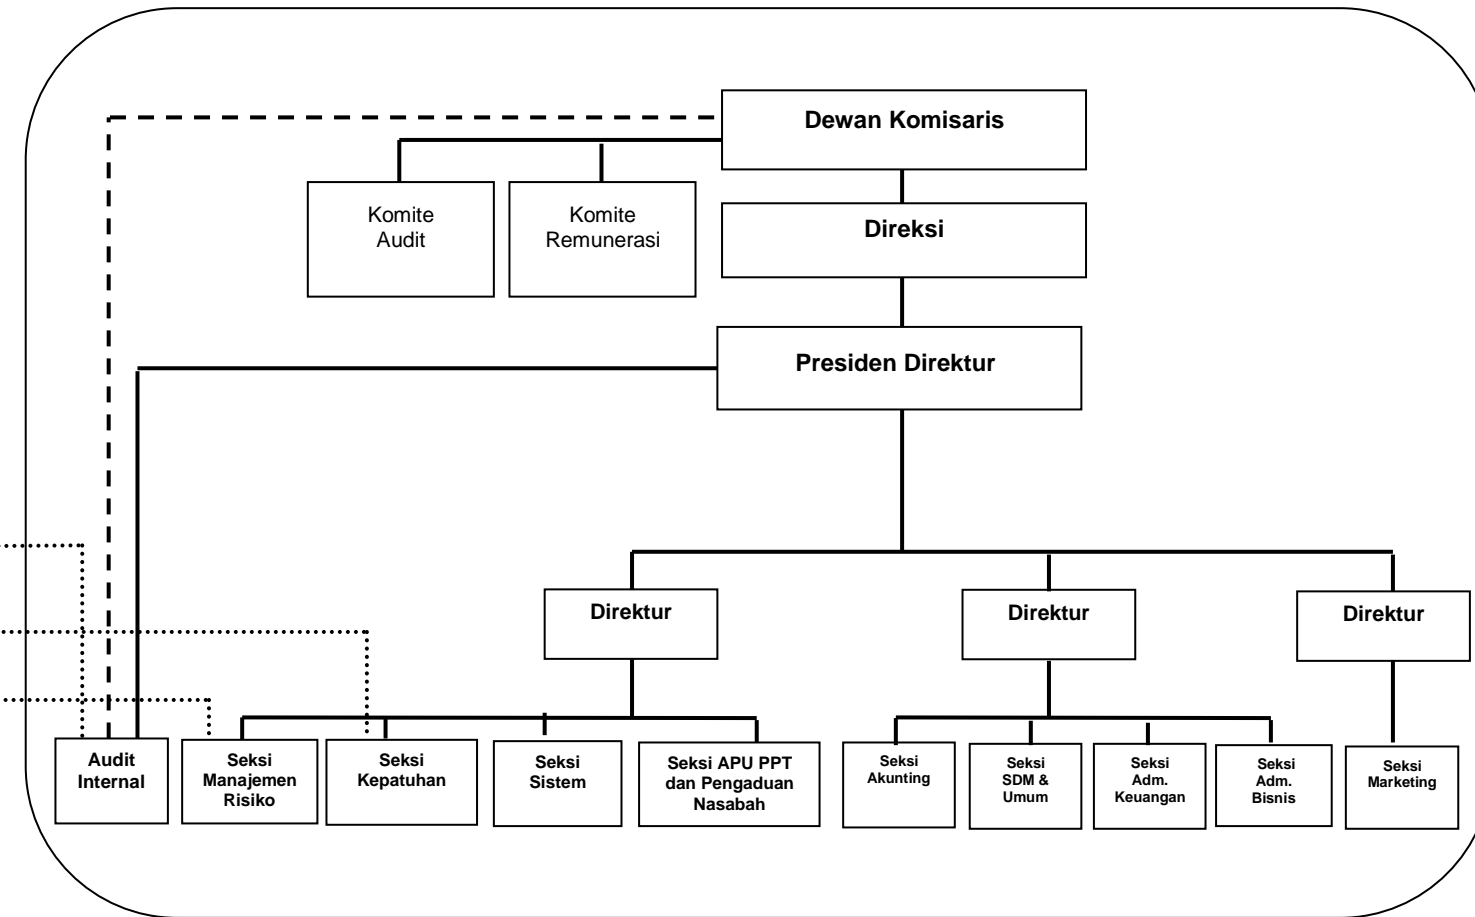 Dewan Komisaris
Komite
Audit
Komite
Remunerasi
Direksi
Presiden Direktur
Direktur
Direktur
Direktur
Audit
Internal
Seksi
Manajemen
Risiko
Seksi
Kepatuhan
Seksi
Sistem
Seksi APU PPT
dan Pengaduan
Nasabah
Seksi
Akunting
Seksi
SDM &
Umum
Seksi
Adm.
Keuangan
Seksi
Adm.
Bisnis
Seksi
Marketing